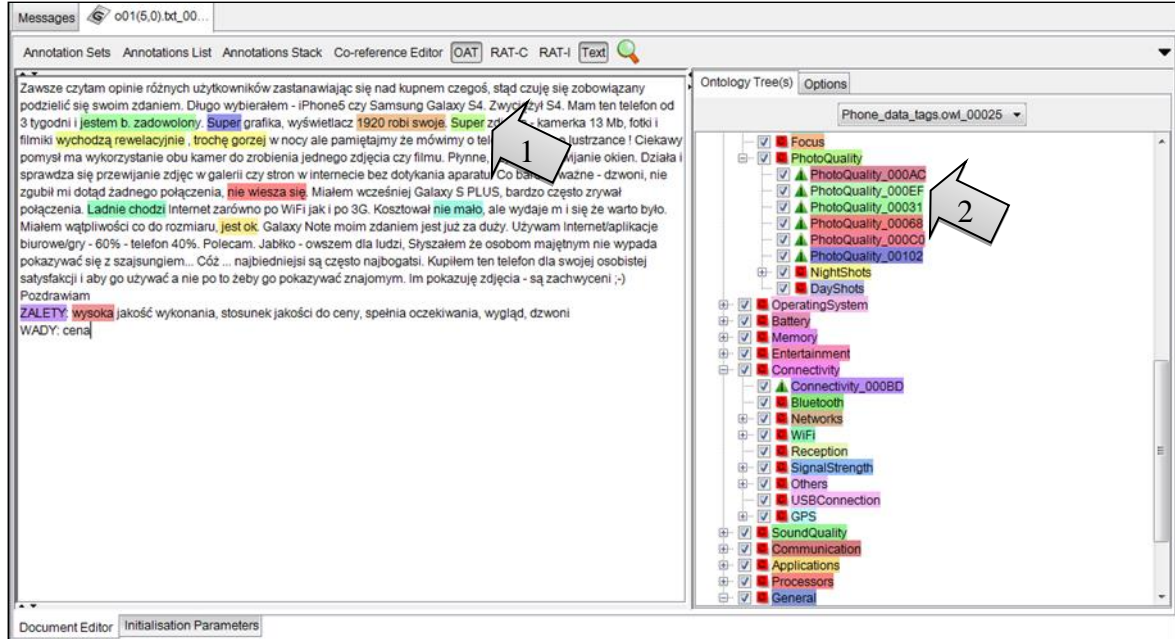 Messages o01(5,0).txt_00...
Annotation Sets Annotations List Annotations Stack Co-reference Editor OAT RAT-C RAT-I Text
Zawsze czytam opinie różnych użytkowników zastanawiając się nad kupnem czegoś, stąd czuję się zobowiązany
podzielić się swoim zdaniem. Długo wybierałem - iPhone5 czy Samsung Galaxy S4. Zwyciężył S4. Mam ten telefon od
3 tygodni i jestem b. zadowolony. Super grafika, wyświetlacz 1920 robi swoje. Super - kamerka 13 Mb, fotki i
filmiki wychodzą rewelacyjnie , trochę gorzej w nocy ale pamiętajmy że mówimy o lustrzance ! Ciekawy
pomysł ma wykorzystanie obu kamer do zrobienia jednego zdjęcia czy filmu. Płynne, okien. Działa i
sprawdza się przewijanie zdjęc w galerii czy stron w internecie bez dotykania aparatu. Co ważne - dzwoni, nie
zgubił mi dotąd żadnego połączenia, nie wiesza się. Miałem wcześniej Galaxy S PLUS, bardzo często zrywał
połączenia. Ladnie chodzi Internet zarówno po WiFi jak i po 3G. Kosztował nie mało, ale wydaje m i się że warto było.
Miałem wątpliwości co do rozmiaru, jest ok. Galaxy Note moim zdaniem jest już za duży. Używam Internet/aplikacje
biurowe/gry - 60% - telefon 40%. Polecam. Jabłko - owszem dla ludzi, Słyszałem że osobom majętnym nie wypada
pokazywać się z szajsungiem... Cóż ... najbiedniejsi są często najbogatsi. Kupiłem ten telefon dla swojej osobistej
satysfakcji i aby go używać a nie po to żeby go pokazywać znajomym. Im pokazuję zdjęcia - są zachwyceni ;-)
Pozdrawiam
ZALETY: wysoka jakość wykonania, stosunek jakości do ceny, spełnia oczekiwania, wygląd, dzwoni
WADY: cena
1
Ontology Tree(s) Options
Phone_data_tags.owl_00025
Focus
PhotoQuality
PhotoQuality_000AC
PhotoQuality_000EF
PhotoQuality_00031
PhotoQuality_00068
PhotoQuality_000C0
PhotoQuality_00102
2
NightShots
DayShots
OperatingSystem
Battery
Memory
Entertainment
Connectivity
Connectivity_000BD
Bluetooth
Networks
WiFi
Reception
SignalStrength
Others
USBConnection
GPS
SoundQuality
Communication
Applications
Processors
General
Document Editor Initialisation Parameters